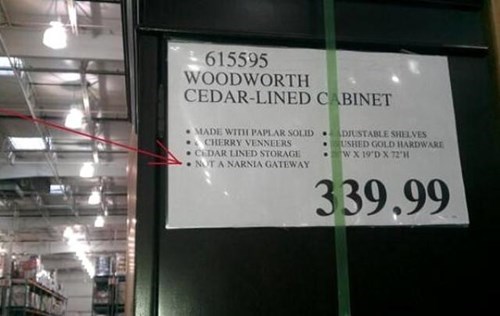 615595
WOODWORTH
CEDAR-LINED CABINET
• MADE WITH PAPLAR SOLID
• CHERRY VENNEERS
• CEDAR LINED STORAGE
• NOT A NARNIA GATEWAY
• ADJUSTABLE SHELVES
• GOLD HARDWARE
• X 19"D X 72"H
339.99